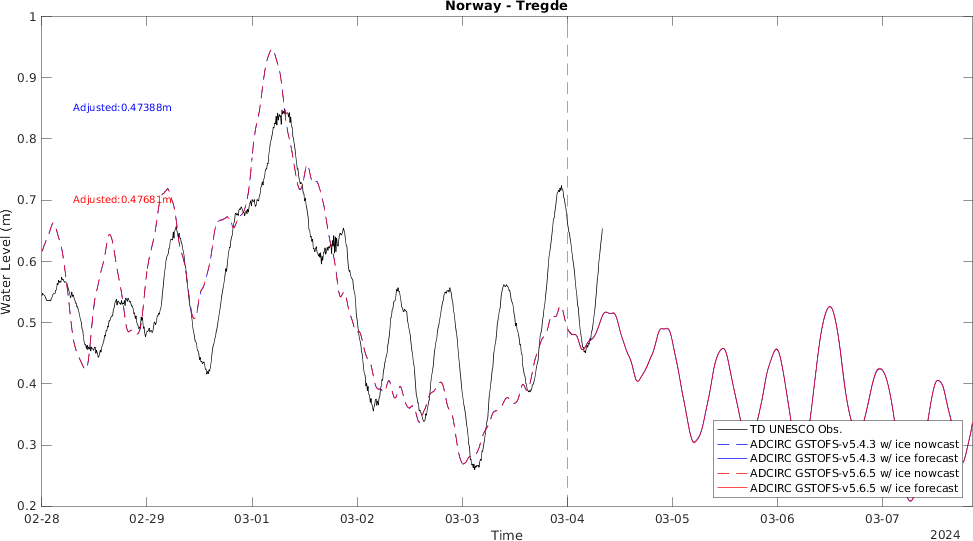 Norway - Tregde
1
0.9
0.8
0.7
0.6
0.5
0.4
0.3
0.2
Water Level (m)
Adjusted:0.47388m
Adjusted:0.47681m
TD UNESCO Obs.
ADCIRC GSTOFS-v5.4.3 w/ ice nowcast
ADCIRC GSTOFS-v5.4.3 w/ ice forecast
ADCIRC GSTOFS-v5.6.5 w/ ice nowcast
ADCIRC GSTOFS-v5.6.5 w/ ice forecast
02-28 02-29 03-01 03-02 03-03 03-04 03-05 03-06 03-07
Time
2024